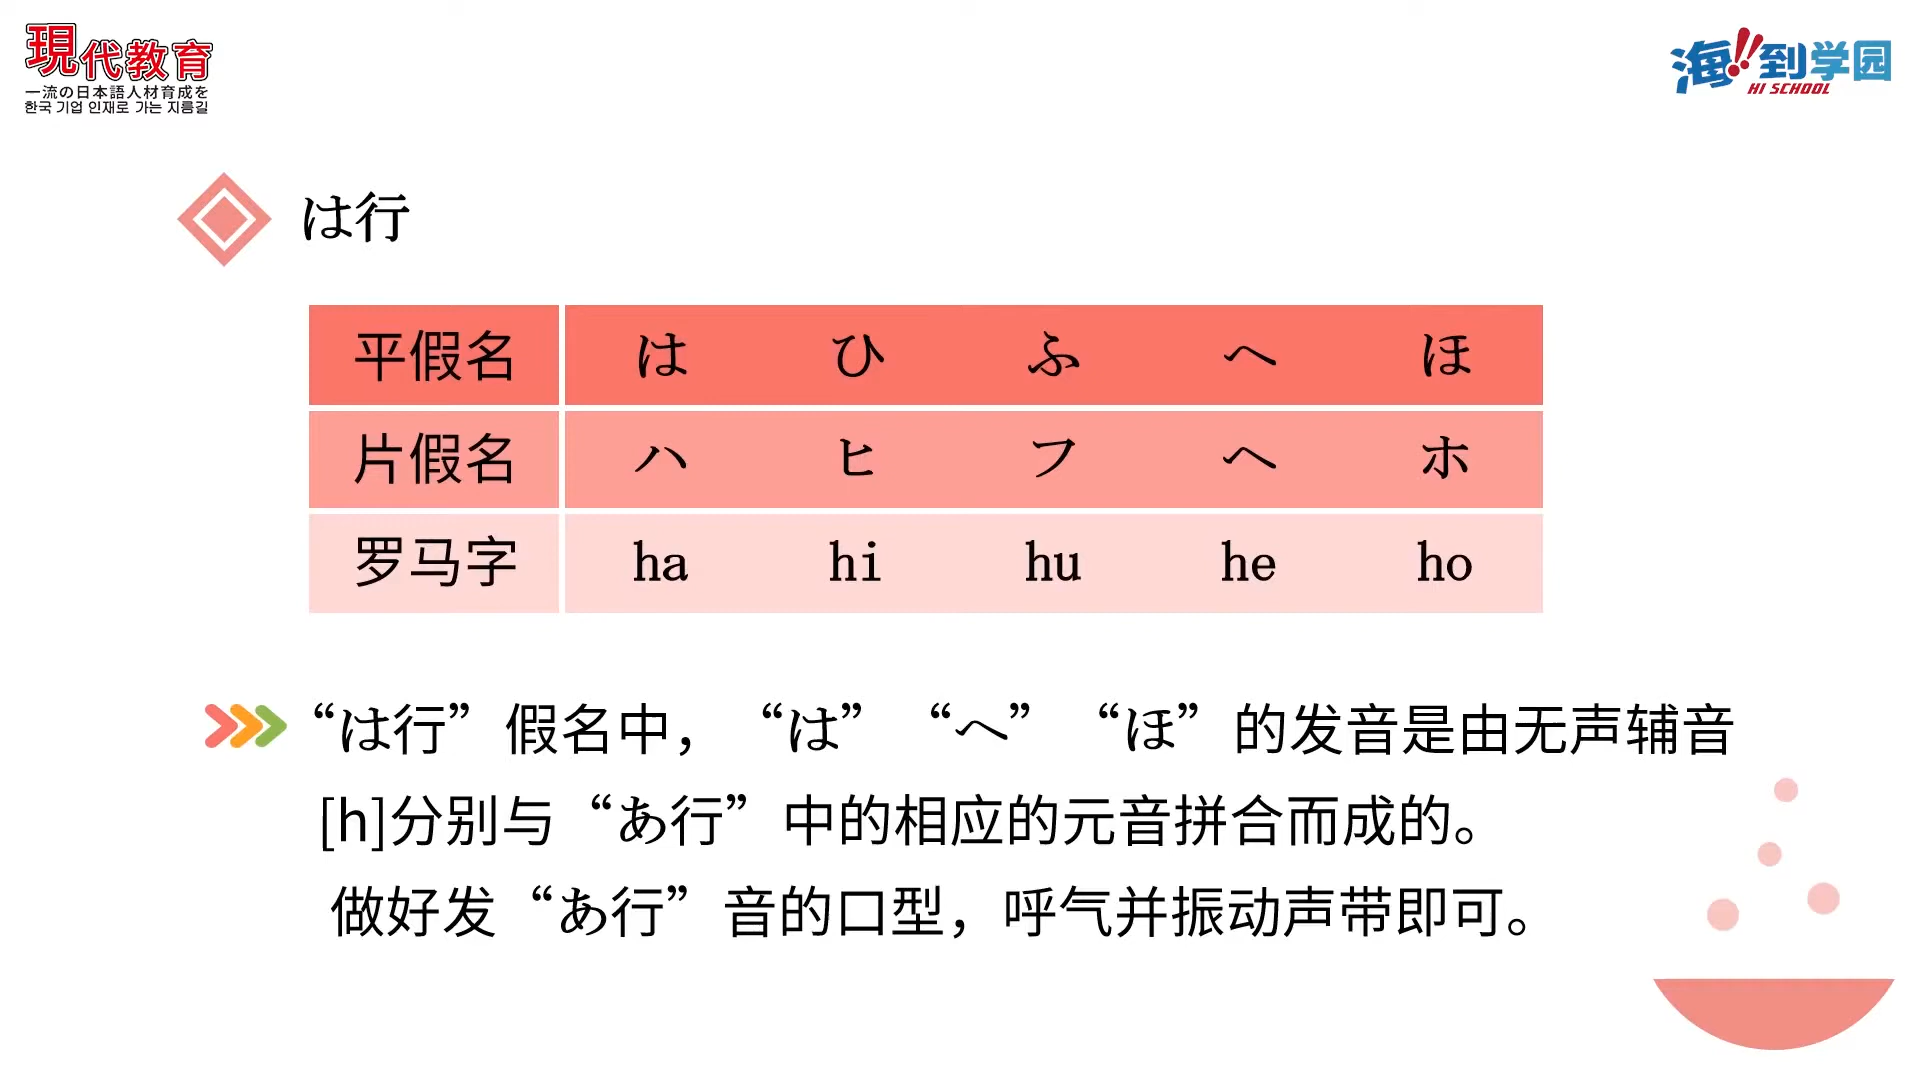 現代教育
一流の日本語人材育成を
한국 기업 인재로 가는 지름길
海!!到学园
HI SCHOOL
は行
平假名 は ひ ふ へ ほ
片假名 ハ ヒ フ ヘ ホ
罗马字 ha hi hu he ho
“は行”假名中，“は”“へ”“ほ”的发音是由无声辅音
[h]分别与“あ行”中的相应的元音拼合而成的。
做好发“あ行”音的口型，呼气并振动声带即可。